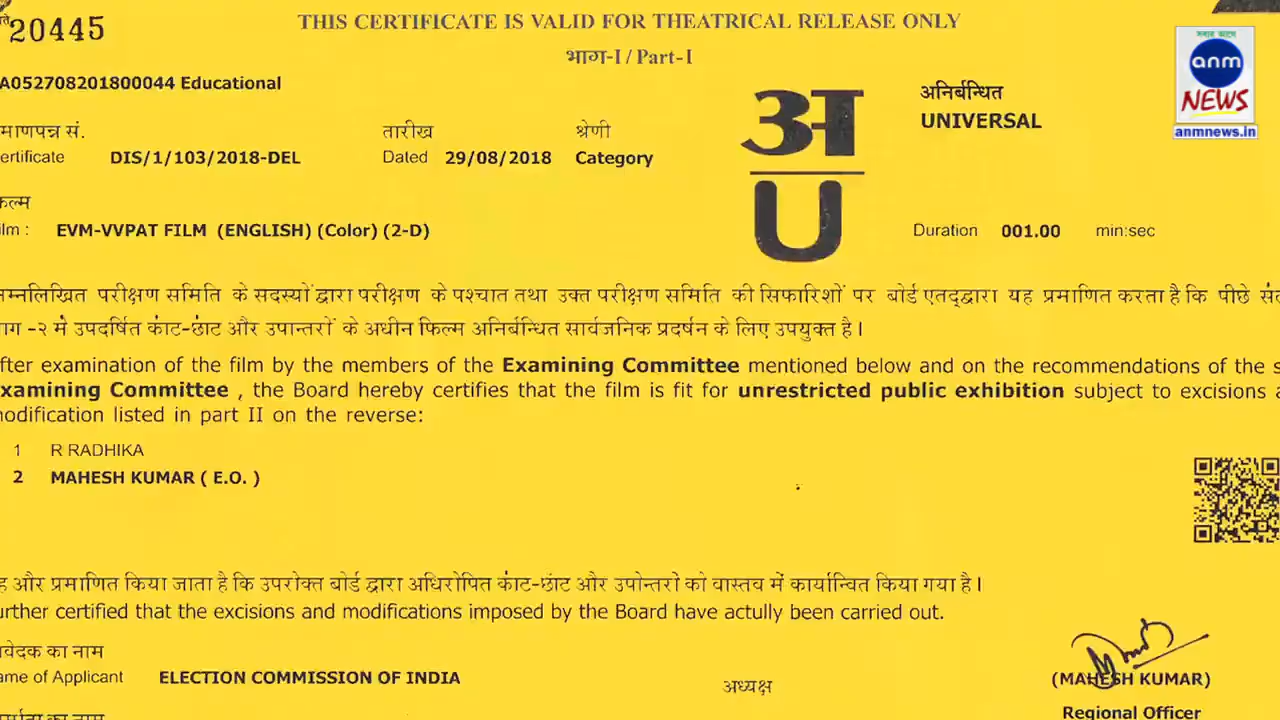 20445
THIS CERTIFICATE IS VALID FOR THEATRICAL RELEASE ONLY
भाग-I / Part-I
সবার আগে
anm
NEWS
anmnews.in
A052708201800044 Educational
अनिर्बन्धित
UNIVERSAL
माणपत्र सं.
तारीख
श्रेणी
अ
U
ertificate DIS/1/103/2018-DEL Dated 29/08/2018 Category
ilm : EVM-VVPAT FILM (ENGLISH) (Color) (2-D) Duration 001.00 min:sec
म्नलिखित परीक्षण समिति के सदस्यों द्वारा परीक्षण के पश्चात तथा उक्त परीक्षण समिति की सिफारिशों पर बोर्ड एतद्द्वारा यह प्रमाणित करता है कि पीछे
ाग -२ में उपदर्षित कांट-छांट और उपान्तरों के अधीन फिल्म अनिर्बन्धित सार्वजनिक प्रदर्षन के लिए उपयुक्त है।
fter examination of the film by the members of the Examining Committee mentioned below and on the recommendations of the s
xamining Committee , the Board hereby certifies that the film is fit for unrestricted public exhibition subject to excisions a
nodification listed in part II on the reverse:
1 R RADHIKA
2 MAHESH KUMAR ( E.O. )
ह और प्रमाणित किया जाता है कि उपरोक्त बोर्ड द्वारा अधिरोपित कांट-छांट और उपोन्तरों को वास्तव में कार्यान्वित किया गया है।
urther certified that the excisions and modifications imposed by the Board have actully been carried out.
वेदक का नाम
ame of Applicant ELECTION COMMISSION OF INDIA
अध्यक्ष
(MAHESH KUMAR)
Regional Officer